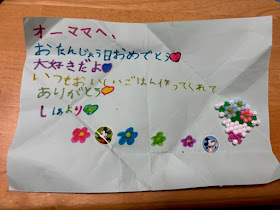 オーママへ、
おたんじょう日おめでとう
大好きだよ
いつもおいしいごはん作ってくれて
ありがとう
しほより